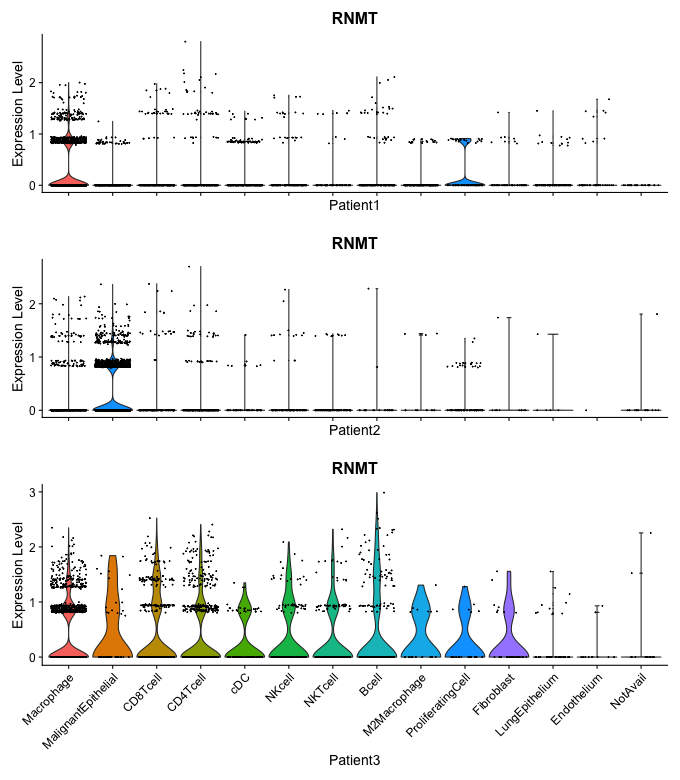 RNMT
Expression Level
2
1
0
Patient1
RNMT
Expression Level
2
1
0
Patient2
RNMT
Expression Level
3
2
1
0
Macrophage
MalignantEpithelial
CD8Tcell
CD4Tcell
cDC
NKcell
NKTcell
Bcell
M2Macrophage
ProliferatingCell
Fibroblast
LungEpithelium
Endothelium
NotAvail
Patient3